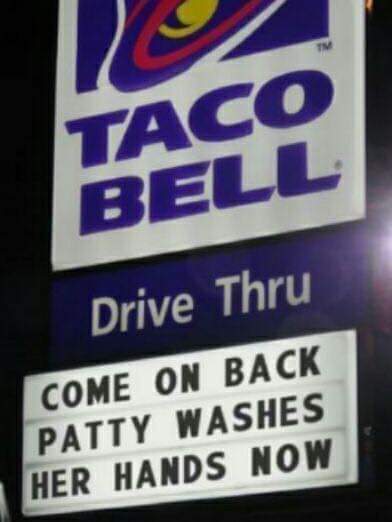 TM
TACO
BELL®
Drive Thru
COME ON BACK
PATTY WASHES
HER HANDS NOW